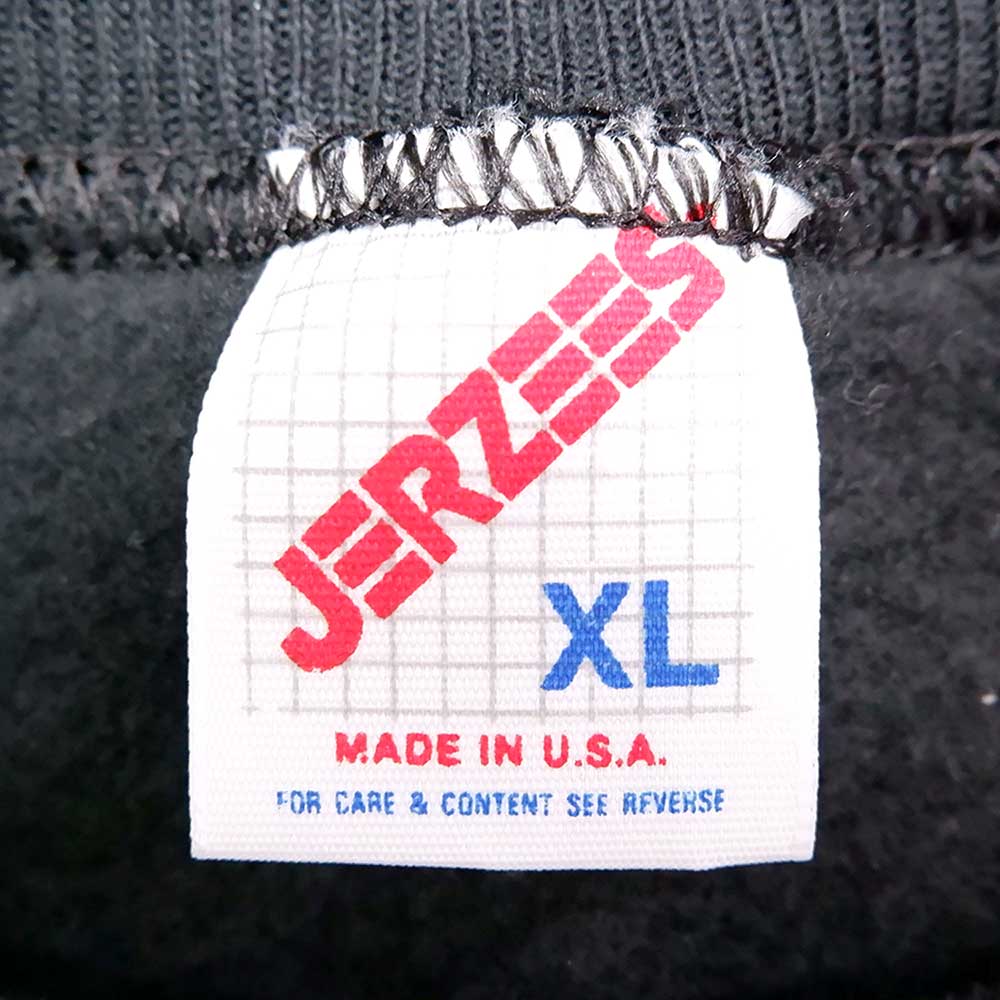 JERZEES
XL
MADE IN U.S.A.
FOR CARE & CONTENT SEE REVERSE